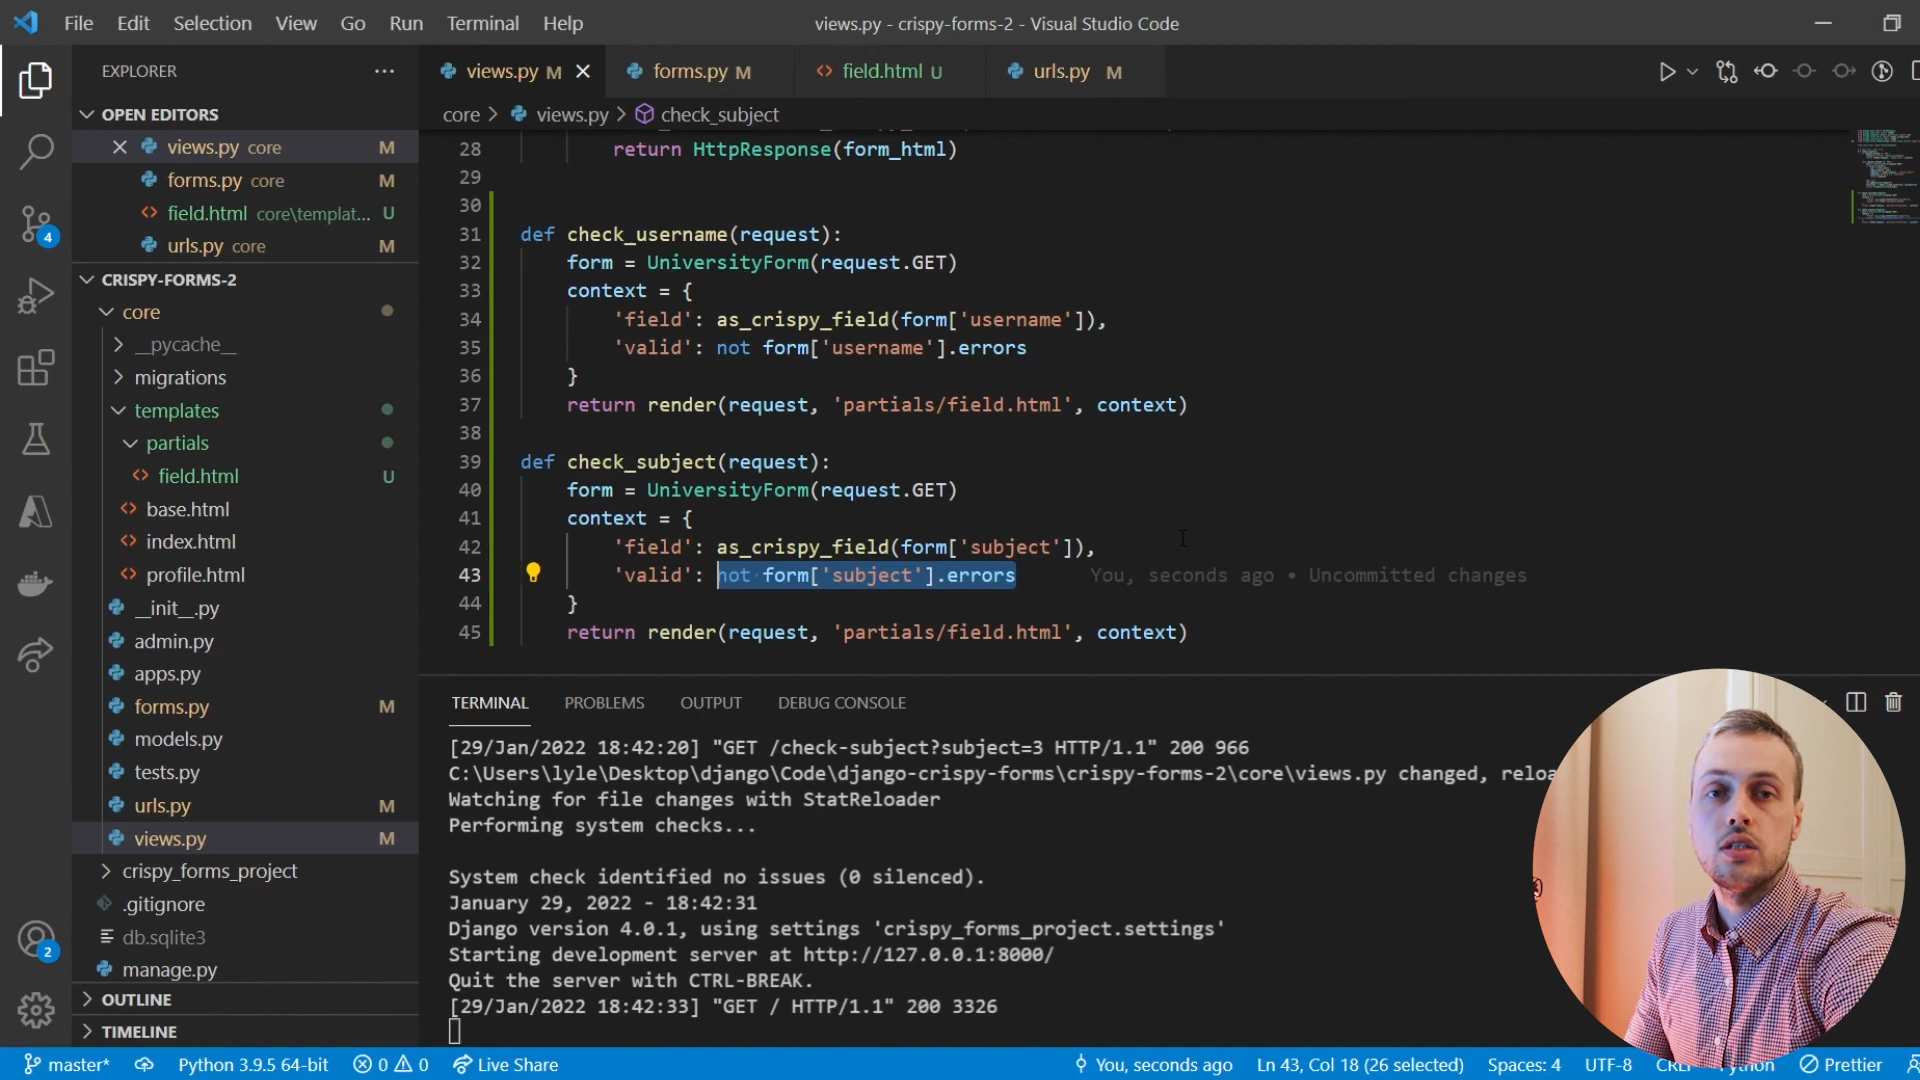 File Edit Selection View Go Run Terminal Help
views.py - crispy-forms-2 - Visual Studio Code
EXPLORER
views.py M
forms.py M
field.html U
urls.py M
OPEN EDITORS
core > views.py > check_subject
views.py core M
forms.py core M
field.html core\templat... U
urls.py core M
CRISPY-FORMS-2
core
__pycache__
migrations
templates
partials
field.html U
base.html
index.html
profile.html
__init__.py
admin.py
apps.py
forms.py M
models.py
tests.py
urls.py M
views.py M
crispy_forms_project
.gitignore
db.sqlite3
manage.py
OUTLINE
TIMELINE
4
2
28 return HttpResponse(form_html)
29
30
31 def check_username(request):
32 form = UniversityForm(request.GET)
33 context = {
34 'field': as_crispy_field(form['username']),
35 'valid': not form['username'].errors
36 }
37 return render(request, 'partials/field.html', context)
38
39 def check_subject(request):
40 form = UniversityForm(request.GET)
41 context = {
42 'field': as_crispy_field(form['subject']),
43 'valid': not form['subject'].errors You, seconds ago • Uncommitted changes
44 }
45 return render(request, 'partials/field.html', context)
TERMINAL PROBLEMS OUTPUT DEBUG CONSOLE
[29/Jan/2022 18:42:20] "GET /check-subject?subject=3 HTTP/1.1" 200 966
C:\Users\lyle\Desktop\django\Code\django-crispy-forms\crispy-forms-2\core\views.py changed, reloa
Watching for file changes with StatReloader
Performing system checks...
System check identified no issues (0 silenced).
January 29, 2022 - 18:42:31
Django version 4.0.1, using settings 'crispy_forms_project.settings'
Starting development server at http://127.0.0.1:8000/
Quit the server with CTRL-BREAK.
[29/Jan/2022 18:42:33] "GET / HTTP/1.1" 200 3326
master* Python 3.9.5 64-bit 0 0 Live Share You, seconds ago Ln 43, Col 18 (26 selected) Spaces: 4 UTF-8 CRLF Python Prettier